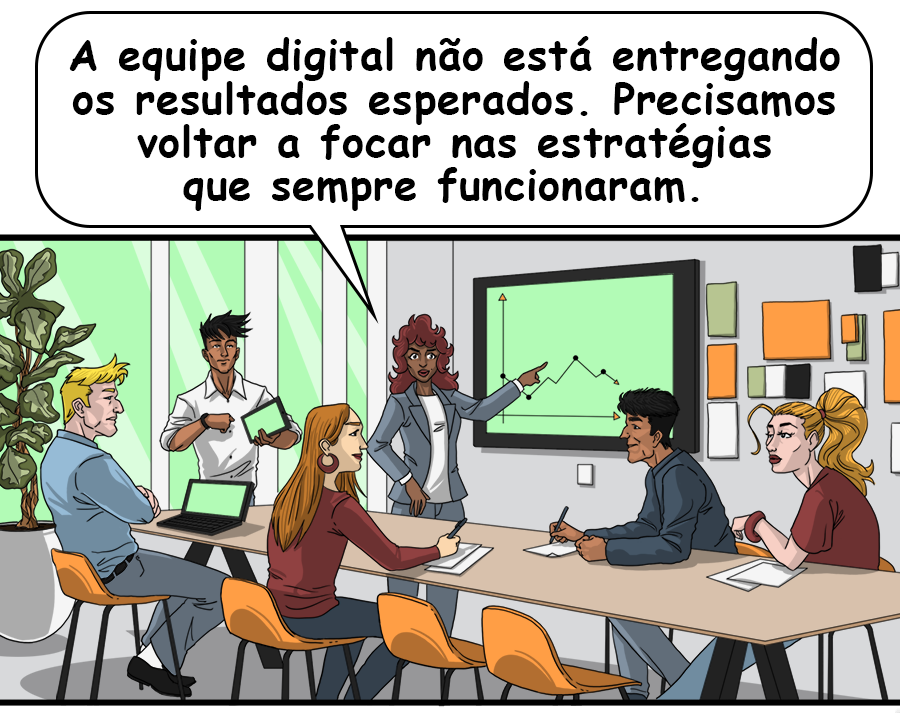 A equipe digital não está entregando
os resultados esperados. Precisamos
voltar a focar nas estratégias
que sempre funcionaram.